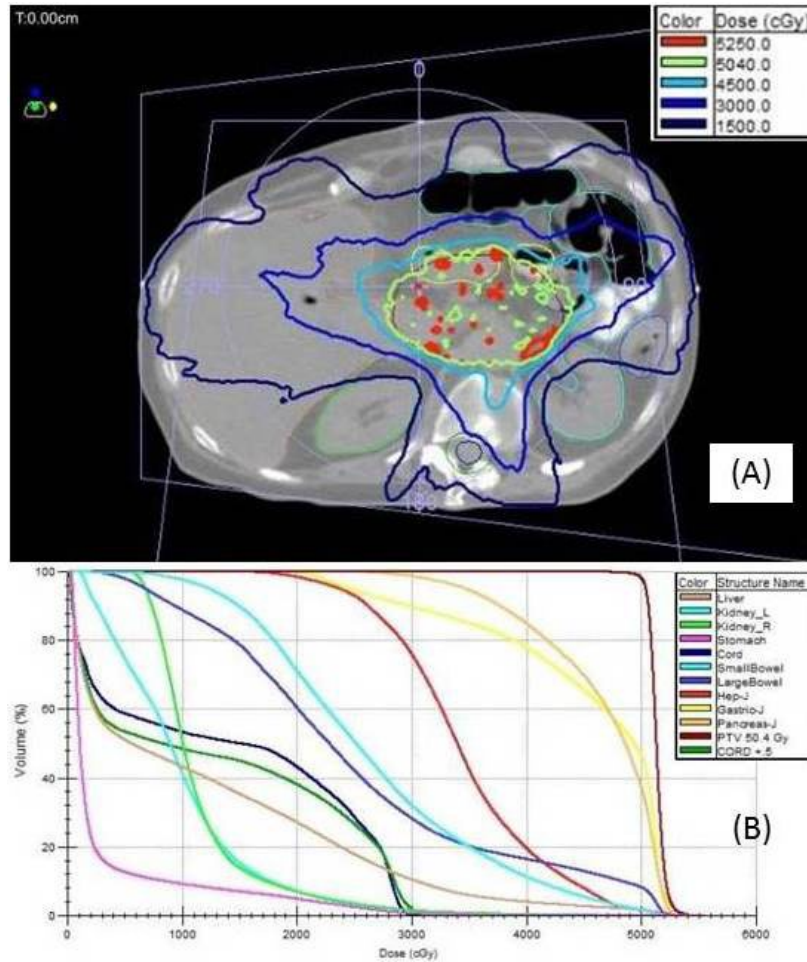 T:0.00cm
Color Dose (cGy)
5250.0
5040.0
4500.0
3000.0
1500.0
0
270
90
180
(A)
100
80
60
40
20
0
Volume (%)
0 1000 2000 3000 4000 5000 6000
Dose (cGy)
Color Structure Name
Liver
Kidney_L
Kidney_R
Stomach
Cord
SmallBowel
LargeBowel
Hep-J
Gastrio-J
Pancreas-J
PTV 50.4 Gy
CORD +.5
(B)